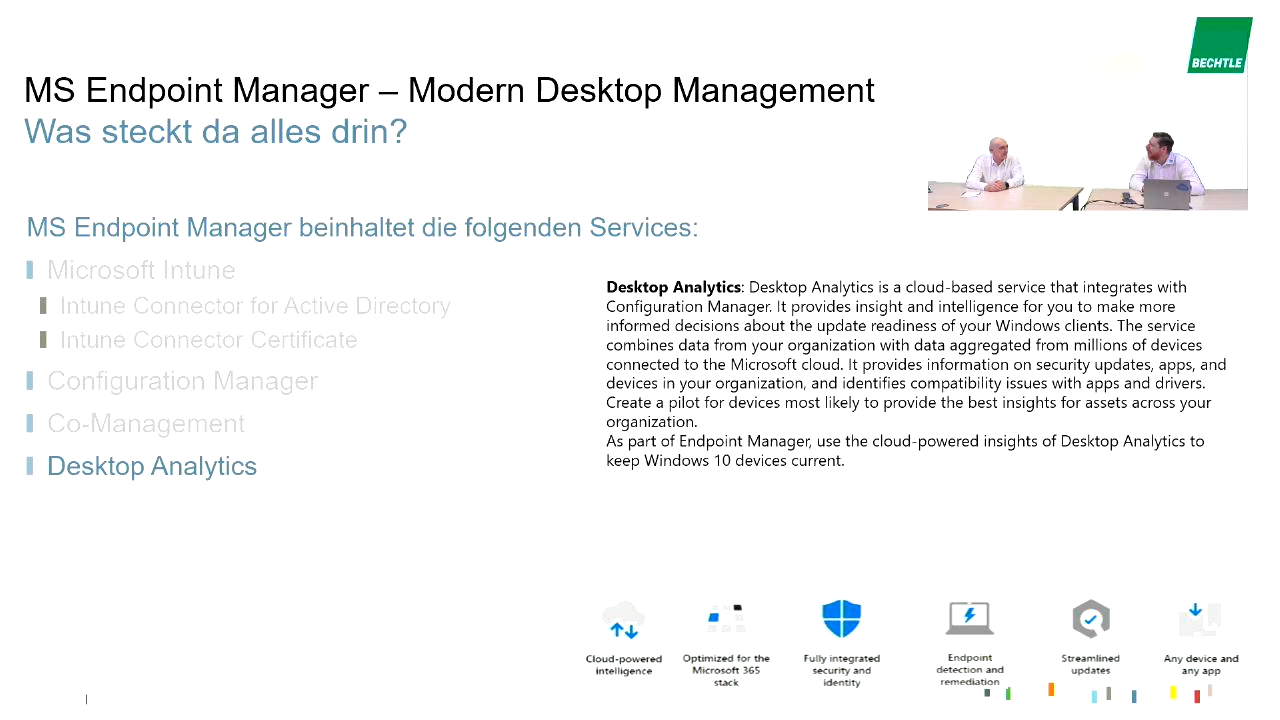 BECHTLE
MS Endpoint Manager – Modern Desktop Management
Was steckt da alles drin?
MS Endpoint Manager beinhaltet die folgenden Services:
Microsoft Intune
Intune Connector for Active Directory
Intune Connector Certificate
Configuration Manager
Co-Management
Desktop Analytics
Desktop Analytics: Desktop Analytics is a cloud-based service that integrates with
Configuration Manager. It provides insight and intelligence for you to make more
informed decisions about the update readiness of your Windows clients. The service
combines data from your organization with data aggregated from millions of devices
connected to the Microsoft cloud. It provides information on security updates, apps, and
devices in your organization, and identifies compatibility issues with apps and drivers.
Create a pilot for devices most likely to provide the best insights for assets across your
organization.
As part of Endpoint Manager, use the cloud-powered insights of Desktop Analytics to
keep Windows 10 devices current.
Cloud-powered
intelligence
Optimized for the
Microsoft 365
stack
Fully integrated
security and
identity
Endpoint
detection and
remediation
Streamlined
updates
Any device and
any app